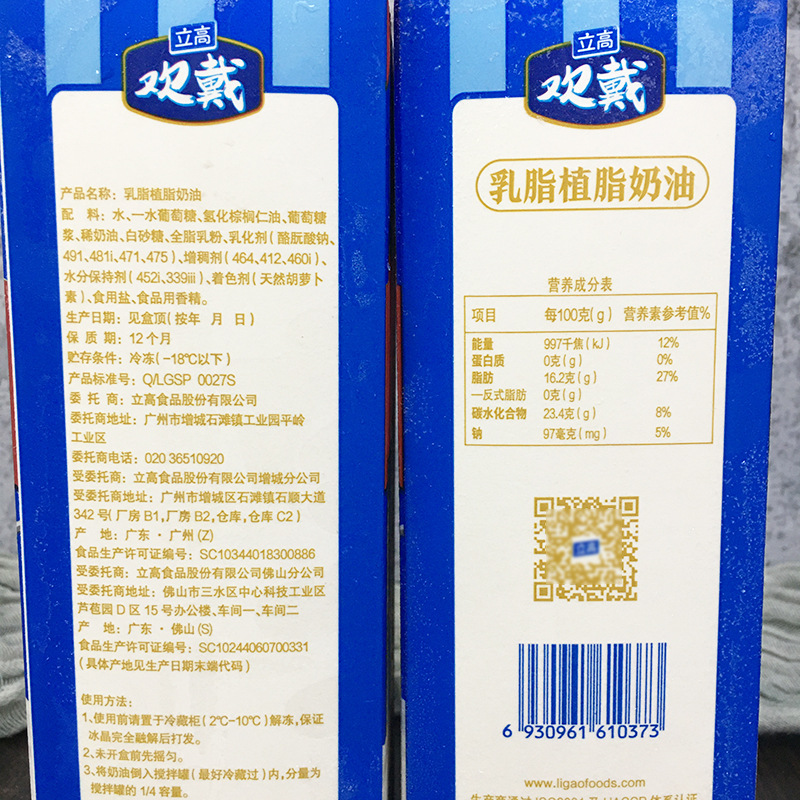 立高
欢戴
产品名称：乳脂植脂奶油
配 料：水、一水葡萄糖、氢化棕榈仁油、葡萄糖
浆、稀奶油、白砂糖、全脂乳粉、乳化剂（酪朊酸钠、
491、481i、471、475）、增稠剂（464、412、460i）、
水分保持剂（452i、339iii）、着色剂（天然胡萝卜
素）、食用盐、食品用香精。
生产日期：见盒顶（按年 月 日）
保 质 期：12个月
贮存条件：冷冻（-18℃以下）
产品标准号：Q/LGSP 0027S
委 托 商：立高食品股份有限公司
委托商地址：广州市增城石滩镇工业园平岭
工业区
委托商电话：020 36510920
受委托商：立高食品股份有限公司增城分公司
受委托商地址：广州市增城区石滩镇石顺大道
342号（厂房B1，厂房B2，仓库，仓库C2）
产 地：广东·广州(Z)
食品生产许可证编号：SC10344018300886
受委托商：立高食品股份有限公司佛山分公司
受委托商地址：佛山市三水区中心科技工业区
芦苞园D区15号办公楼、车间一、车间二
产 地：广东·佛山(S)
食品生产许可证编号：SC10244060700331
（具体产地见生产日期末端代码）
使用方法：
1、使用前请置于冷藏柜（2℃-10℃）解冻，保证
冰晶完全融解后打发。
2、未开盒前先摇匀。
3、将奶油倒入搅拌罐（最好冷藏过）内，分量为
搅拌罐的1/4容量。
立高
欢戴
乳脂植脂奶油
营养成分表
项目 每100克(g) 营养素参考值%
能量 997千焦(kJ) 12%
蛋白质 0克(g) 0%
脂肪 16.2克(g) 27%
—反式脂肪 0克(g)
碳水化合物 23.4克(g) 8%
钠 97毫克(mg) 5%
立高
6 930961 610373
www.ligaofoods.com